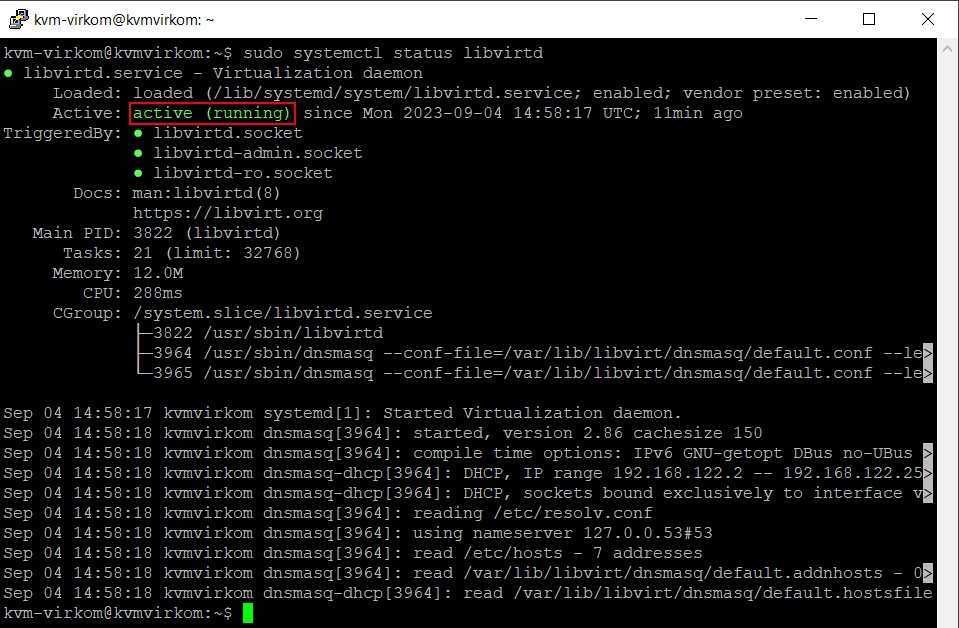 kvm-virkom@kvmvirkom: ~
kvm-virkom@kvmvirkom:~$ sudo systemctl status libvirtd
● libvirtd.service - Virtualization daemon
Loaded: loaded (/lib/systemd/system/libvirtd.service; enabled; vendor preset: enabled)
Active: active (running) since Mon 2023-09-04 14:58:17 UTC; 11min ago
TriggeredBy: ● libvirtd.socket
● libvirtd-admin.socket
● libvirtd-ro.socket
Docs: man:libvirtd(8)
https://libvirt.org
Main PID: 3822 (libvirtd)
Tasks: 21 (limit: 32768)
Memory: 12.0M
CPU: 288ms
CGroup: /system.slice/libvirtd.service
├─3822 /usr/sbin/libvirtd
├─3964 /usr/sbin/dnsmasq --conf-file=/var/lib/libvirt/dnsmasq/default.conf --le>
└─3965 /usr/sbin/dnsmasq --conf-file=/var/lib/libvirt/dnsmasq/default.conf --le>
Sep 04 14:58:17 kvmvirkom systemd[1]: Started Virtualization daemon.
Sep 04 14:58:18 kvmvirkom dnsmasq[3964]: started, version 2.86 cachesize 150
Sep 04 14:58:18 kvmvirkom dnsmasq[3964]: compile time options: IPv6 GNU-getopt DBus no-UBus >
Sep 04 14:58:18 kvmvirkom dnsmasq-dhcp[3964]: DHCP, IP range 192.168.122.2 -- 192.168.122.25>
Sep 04 14:58:18 kvmvirkom dnsmasq-dhcp[3964]: DHCP, sockets bound exclusively to interface v>
Sep 04 14:58:18 kvmvirkom dnsmasq[3964]: reading /etc/resolv.conf
Sep 04 14:58:18 kvmvirkom dnsmasq[3964]: using nameserver 127.0.0.53#53
Sep 04 14:58:18 kvmvirkom dnsmasq[3964]: read /etc/hosts - 7 addresses
Sep 04 14:58:18 kvmvirkom dnsmasq[3964]: read /var/lib/libvirt/dnsmasq/default.addnhosts - 0>
Sep 04 14:58:18 kvmvirkom dnsmasq-dhcp[3964]: read /var/lib/libvirt/dnsmasq/default.hostsfile
kvm-virkom@kvmvirkom:~$